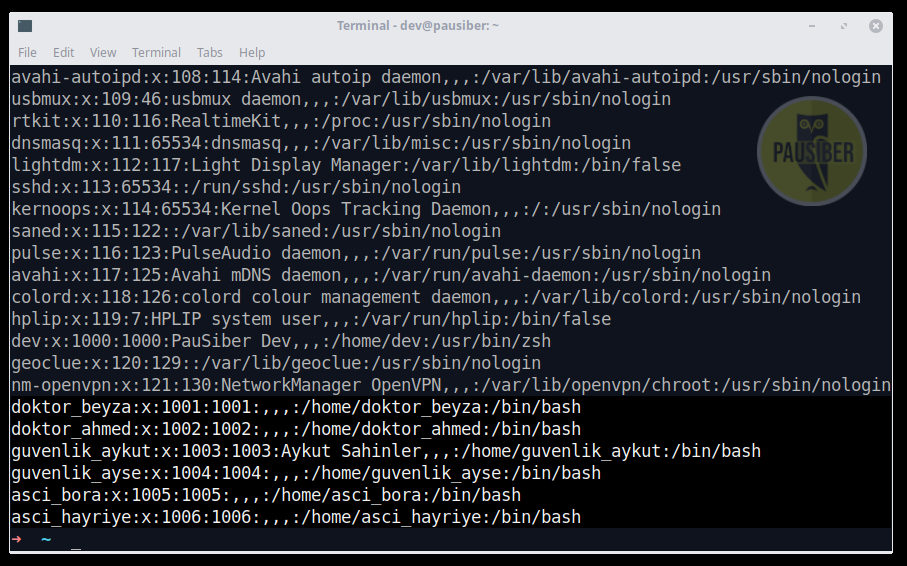 Terminal - dev@pausiber: ~
File Edit View Terminal Tabs Help
avahi-autoipd:x:108:114:Avahi autoip daemon,,,:/var/lib/avahi-autoipd:/usr/sbin/nologin
usbmux:x:109:46:usbmux daemon,,,:/var/lib/usbmux:/usr/sbin/nologin
rtkit:x:110:116:RealtimeKit,,,:/proc:/usr/sbin/nologin
dnsmasq:x:111:65534:dnsmasq,,,:/var/lib/misc:/usr/sbin/nologin
lightdm:x:112:117:Light Display Manager:/var/lib/lightdm:/bin/false
sshd:x:113:65534::/run/sshd:/usr/sbin/nologin
kernoops:x:114:65534:Kernel Oops Tracking Daemon,,,:/:/usr/sbin/nologin
saned:x:115:122::/var/lib/saned:/usr/sbin/nologin
pulse:x:116:123:PulseAudio daemon,,,:/var/run/pulse:/usr/sbin/nologin
avahi:x:117:125:Avahi mDNS daemon,,,:/var/run/avahi-daemon:/usr/sbin/nologin
colord:x:118:126:colord colour management daemon,,,:/var/lib/colord:/usr/sbin/nologin
hplip:x:119:7:HPLIP system user,,,:/var/run/hplip:/bin/false
dev:x:1000:1000:PauSiber Dev,,,:/home/dev:/usr/bin/zsh
geoclue:x:120:129::/var/lib/geoclue:/usr/sbin/nologin
nm-openvpn:x:121:130:NetworkManager OpenVPN,,,:/var/lib/openvpn/chroot:/usr/sbin/nologin
doktor_beyza:x:1001:1001:,,,:/home/doktor_beyza:/bin/bash
doktor_ahmed:x:1002:1002:,,,:/home/doktor_ahmed:/bin/bash
guvenlik_aykut:x:1003:1003:Aykut Sahinler,,,:/home/guvenlik_aykut:/bin/bash
guvenlik_ayse:x:1004:1004:,,,:/home/guvenlik_ayse:/bin/bash
asci_bora:x:1005:1005:,,,:/home/asci_bora:/bin/bash
asci_hayriye:x:1006:1006:,,,:/home/asci_hayriye:/bin/bash
➜ ~ _
PAUSIBER